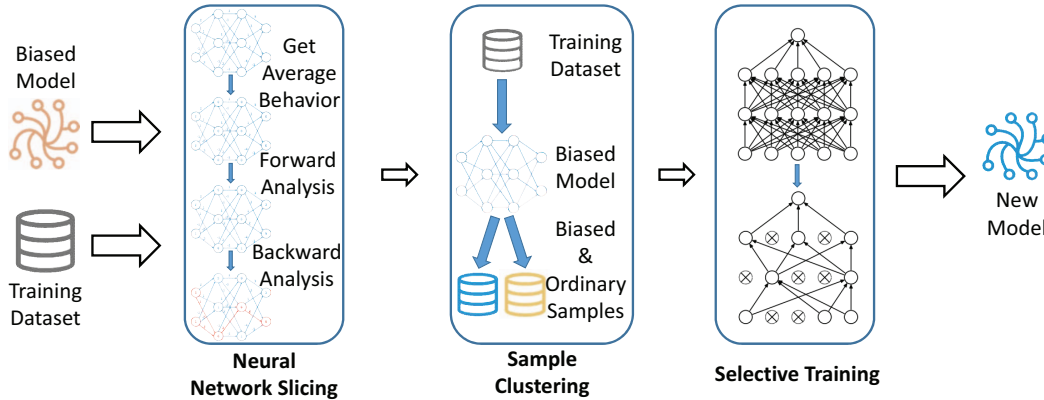 Biased
Model
Training
Dataset
Get
Average
Behavior
Forward
Analysis
Backward
Analysis
Neural
Network Slicing
Training
Dataset
Biased
Model
Biased
&
Ordinary
Samples
Sample
Clustering
Selective Training
New
Model